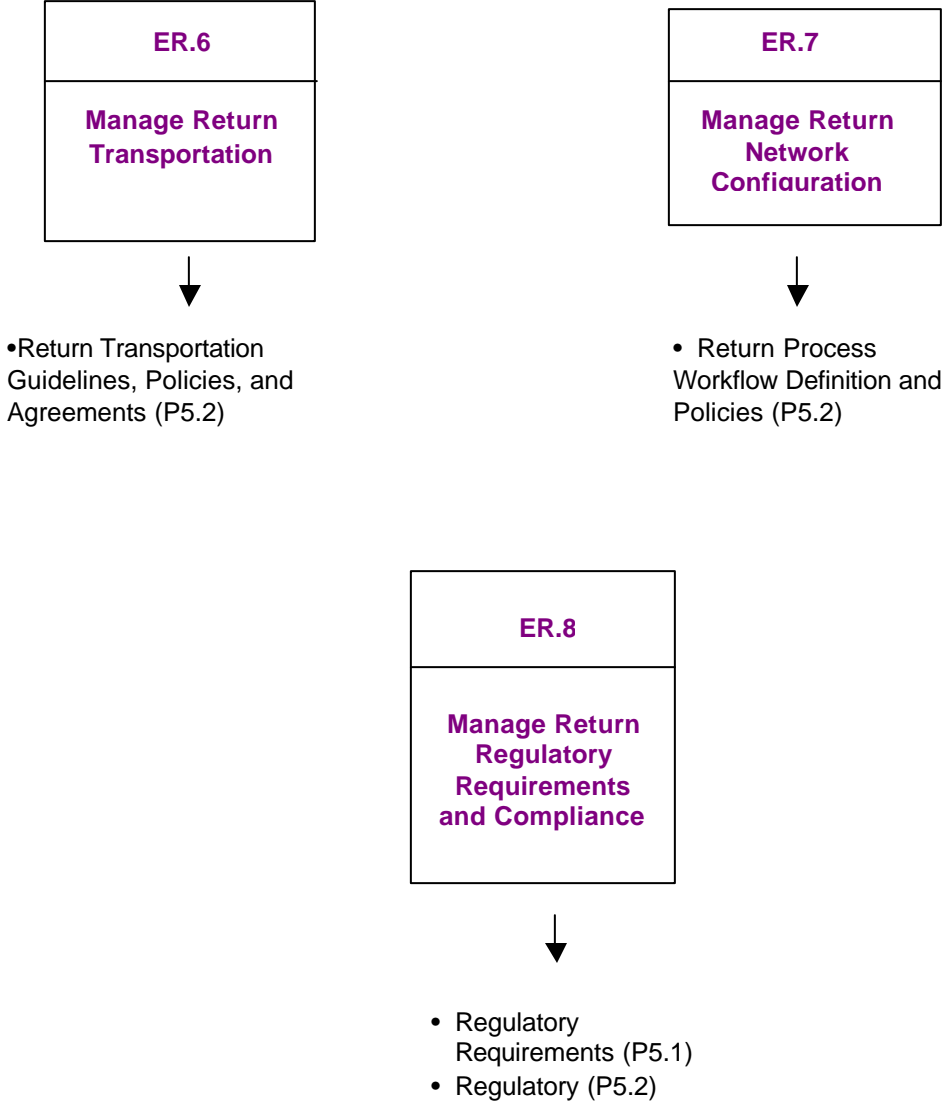 ER.6
Manage Return
Transportation
•Return Transportation
Guidelines, Policies, and
Agreements (P5.2)
ER.7
Manage Return
Network
Configuration
• Return Process
Workflow Definition and
Policies (P5.2)
ER.8
Manage Return
Regulatory
Requirements
and Compliance
• Regulatory
Requirements (P5.1)
• Regulatory (P5.2)